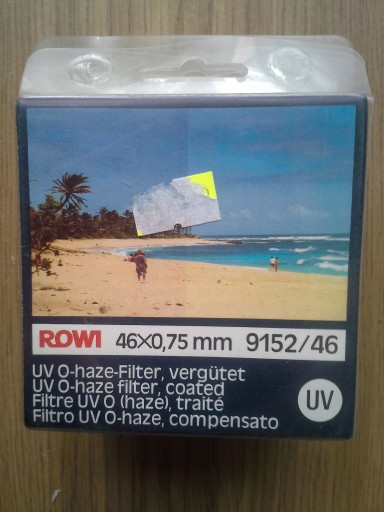 ROWI 46×0,75 mm 9152/46
UV O-haze-Filter, vergütet
UV O-haze filter, coated
Filtre UV O (haze), traité
Filtro UV O-haze, compensato
UV